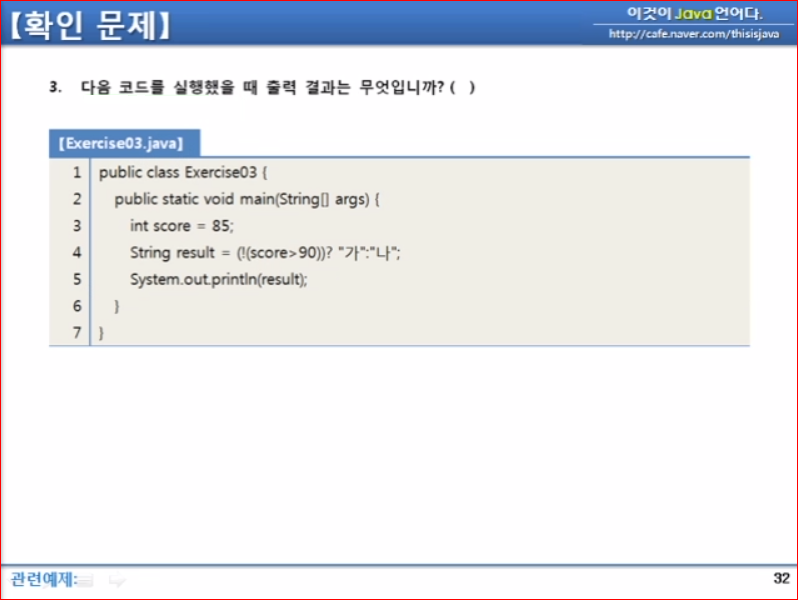 【확인 문제】
이것이 Java 언어다.
http://cafe.naver.com/thisisjava
3. 다음 코드를 실행했을 때 출력 결과는 무엇입니까? ( )
【Exercise03.java】
1 public class Exercise03 {
2 public static void main(String[] args) {
3 int score = 85;
4 String result = (!(score>90))? "가":"나";
5 System.out.println(result);
6 }
7 }
관련예제:
32